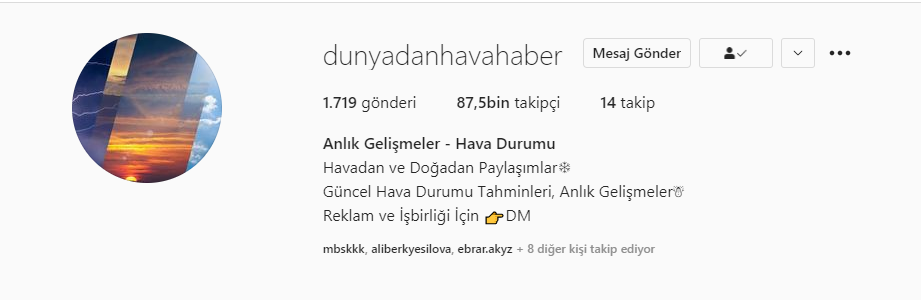 dunyadanhavahaber Mesaj Gönder
1.719 gönderi 87,5bin takipçi 14 takip
Anlık Gelişmeler - Hava Durumu
Havadan ve Doğadan Paylaşımlar❄
Güncel Hava Durumu Tahminleri, Anlık Gelişmeler☃
Reklam ve İşbirliği İçin 👉DM
mbskkk, aliberkyesilova, ebrar.akyz + 8 diğer kişi takip ediyor